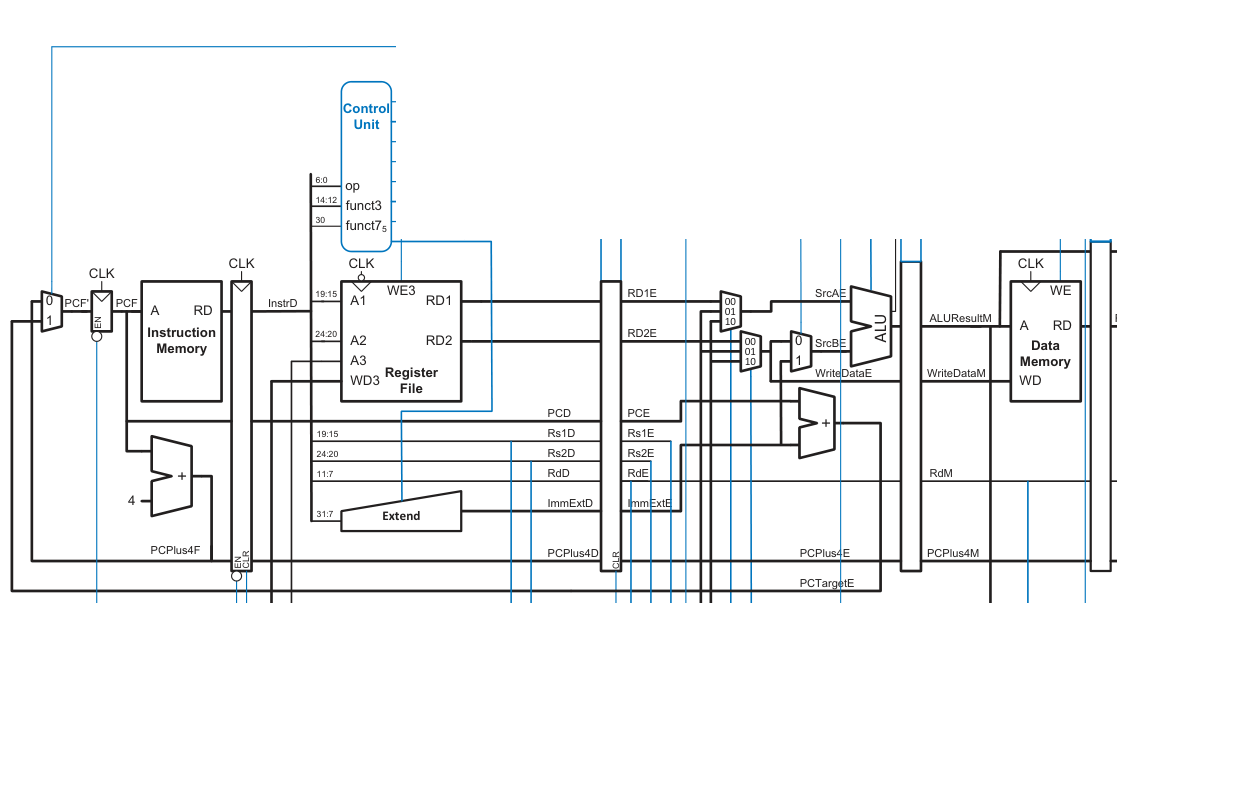 Control
Unit
6:0
op
14:12
funct3
30
funct7₅
CLK
CLK
CLK
CLK
0
1
PCF'
EN
PCF
A
RD
Instruction
Memory
InstrD
19:15
A1
WE3
RD1
24:20
A2
RD2
A3
WD3
Register
File
RD1E
RD2E
00
01
10
00
01
10
0
1
SrcAE
SrcBE
ALU
WriteDataE
ALUResultM
WriteDataM
A
RD
WE
Data
Memory
WD
PCD
PCE
19:15
Rs1D
Rs1E
24:20
Rs2D
Rs2E
11:7
RdD
RdE
RdM
+
+
4
31:7
Extend
ImmExtD
ImmExtE
PCPlus4F
EN
CLR
PCPlus4D
CLR
PCPlus4E
PCPlus4M
PCTargetE